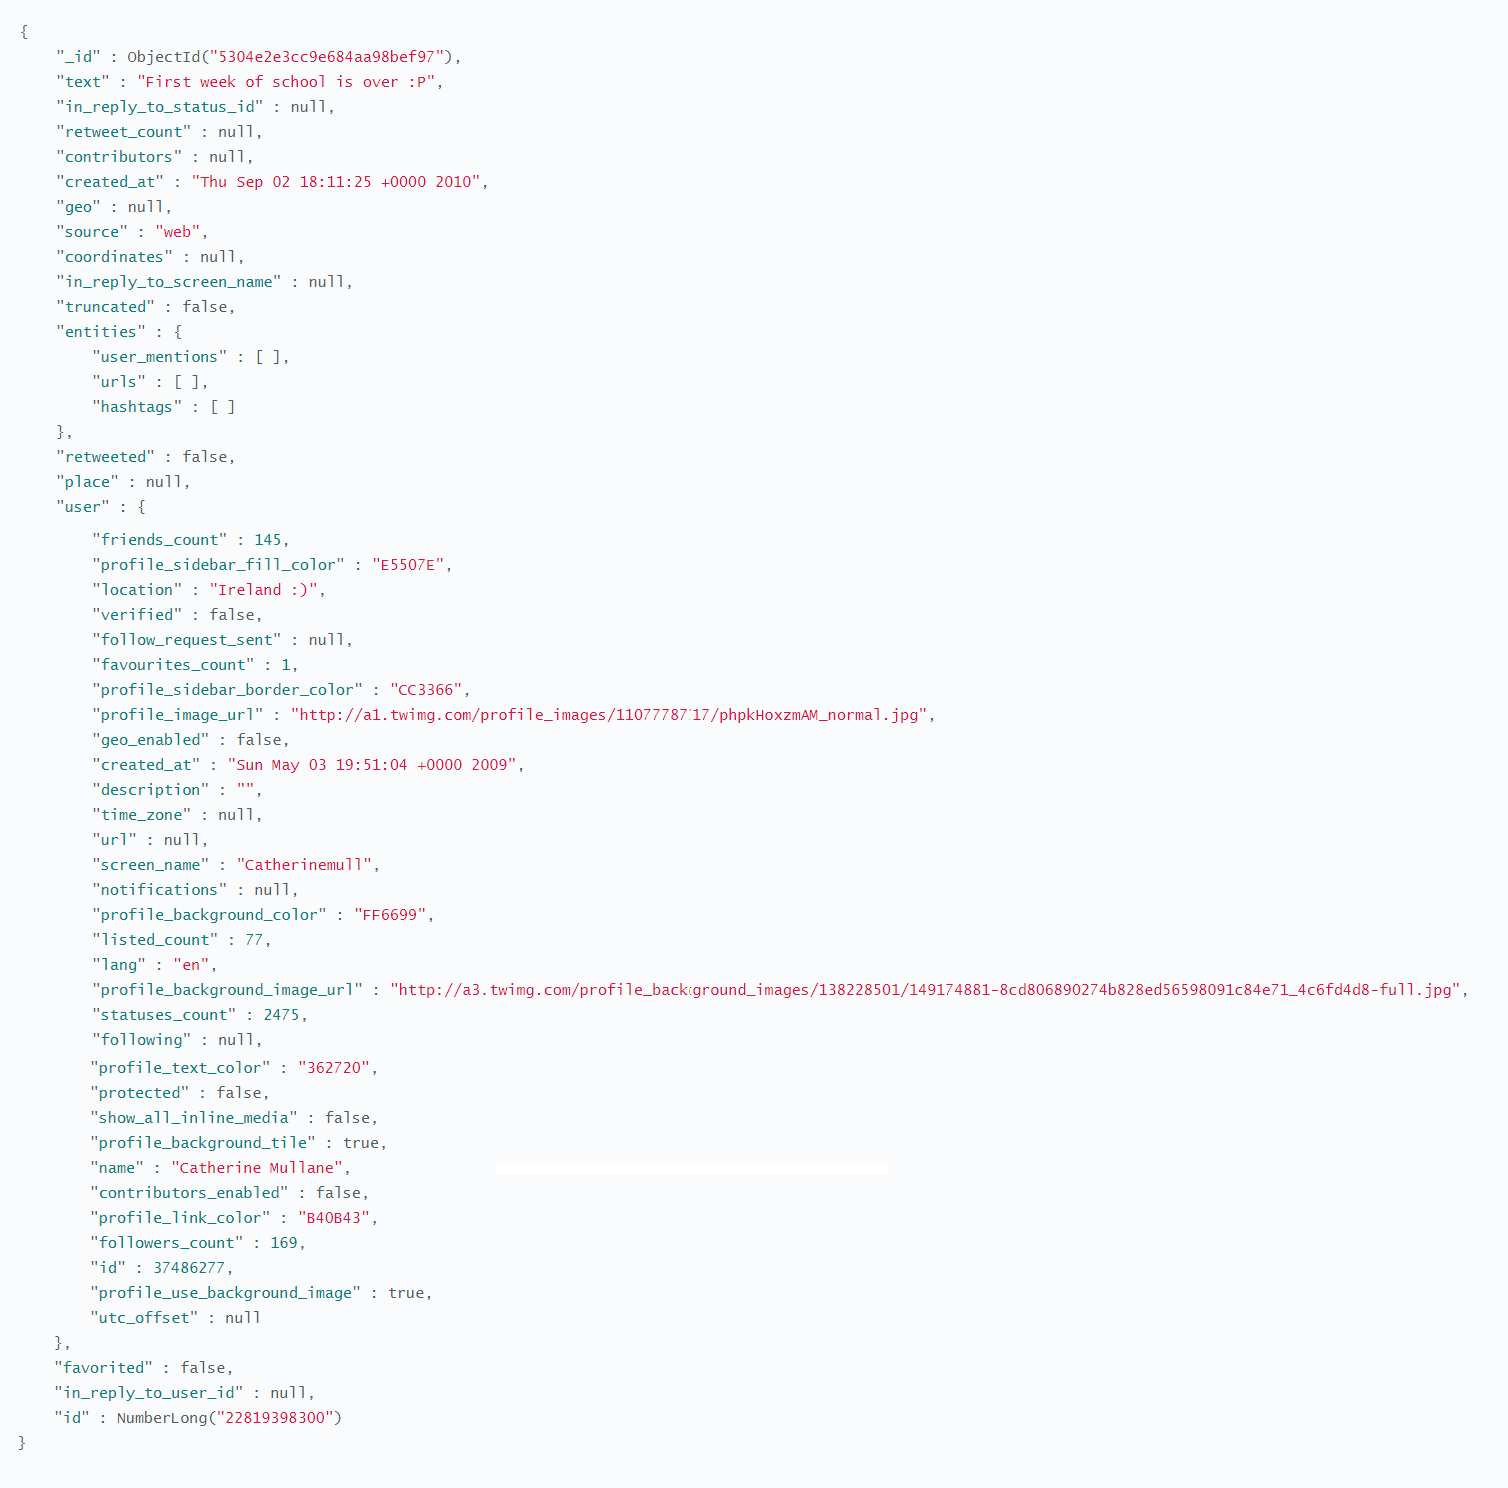 {
"_id" : ObjectId("5304e2e3cc9e684aa98bef97"),
"text" : "First week of school is over :P",
"in_reply_to_status_id" : null,
"retweet_count" : null,
"contributors" : null,
"created_at" : "Thu Sep 02 18:11:25 +0000 2010",
"geo" : null,
"source" : "web",
"coordinates" : null,
"in_reply_to_screen_name" : null,
"truncated" : false,
"entities" : {
"user_mentions" : [ ],
"urls" : [ ],
"hashtags" : [ ]
},
"retweeted" : false,
"place" : null,
"user" : {
"friends_count" : 145,
"profile_sidebar_fill_color" : "E5507E",
"location" : "Ireland :)",
"verified" : false,
"follow_request_sent" : null,
"favourites_count" : 1,
"profile_sidebar_border_color" : "CC3366",
"profile_image_url" : "http://a1.twimg.com/profile_images/1107778717/phpkHoxzmAM_normal.jpg",
"geo_enabled" : false,
"created_at" : "Sun May 03 19:51:04 +0000 2009",
"description" : "",
"time_zone" : null,
"url" : null,
"screen_name" : "Catherinemull",
"notifications" : null,
"profile_background_color" : "FF6699",
"listed_count" : 77,
"lang" : "en",
"profile_background_image_url" : "http://a3.twimg.com/profile_background_images/138228501/149174881-8cd806890274b828ed56598091c84e71_4c6fd4d8-full.jpg",
"statuses_count" : 2475,
"following" : null,
"profile_text_color" : "362720",
"protected" : false,
"show_all_inline_media" : false,
"profile_background_tile" : true,
"name" : "Catherine Mullane",
"contributors_enabled" : false,
"profile_link_color" : "B40B43",
"followers_count" : 169,
"id" : 37486277,
"profile_use_background_image" : true,
"utc_offset" : null
},
"favorited" : false,
"in_reply_to_user_id" : null,
"id" : NumberLong("22819398300")
}